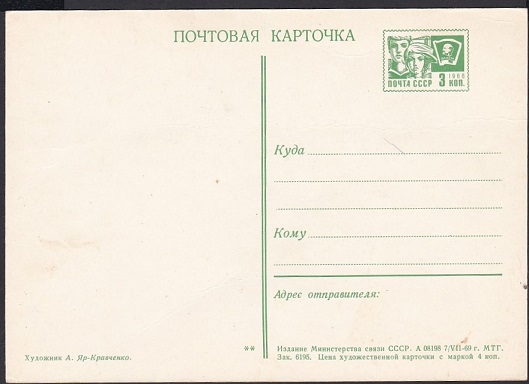 ПОЧТОВАЯ КАРТОЧКА
1966
ПОЧТА СССР 3 КОП.
Куда
Кому
Адрес отправителя:
** Издание Министерства связи СССР. А 08198 7/VII-69 г. МТГ.
Художник А. Яр-Кравченко.
Зак. 6195. Цена художественной карточки с маркой 4 коп.